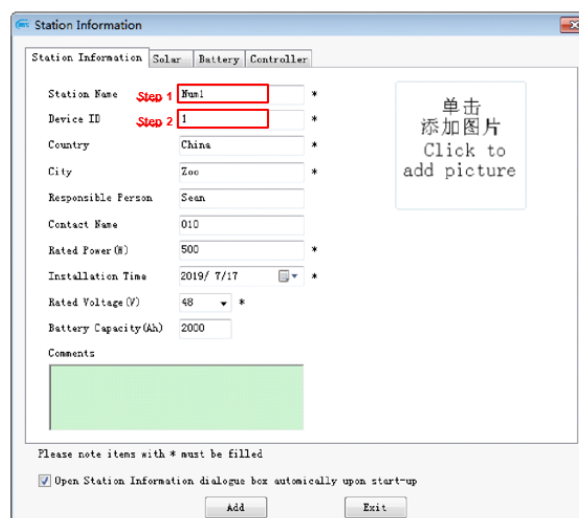 Station Information
Station Information Solar Battery Controller
Station Name Step 1 Num1 *
Device ID Step 2 1 *
Country China *
City Zoo *
Responsible Person Sean
Contact Name 010
Rated Power(W) 500 *
Installation Time 2019/ 7/17 *
Rated Voltage(V) 48 *
Battery Capacity(Ah) 2000
Comments
单击
添加图片
Click to
add picture
Please note items with * must be filled
Open Station Information dialogue box automically upon start-up
Add Exit